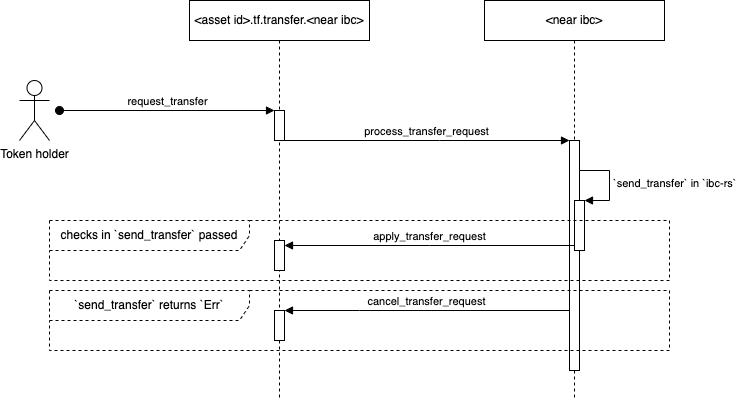 <asset id>.tf.transfer.<near ibc>
<near ibc>
request_transfer
process_transfer_request
Token holder
`send_transfer` in `ibc-rs`
checks in `send_transfer` passed
apply_transfer_request
`send_transfer` returns `Err`
cancel_transfer_request